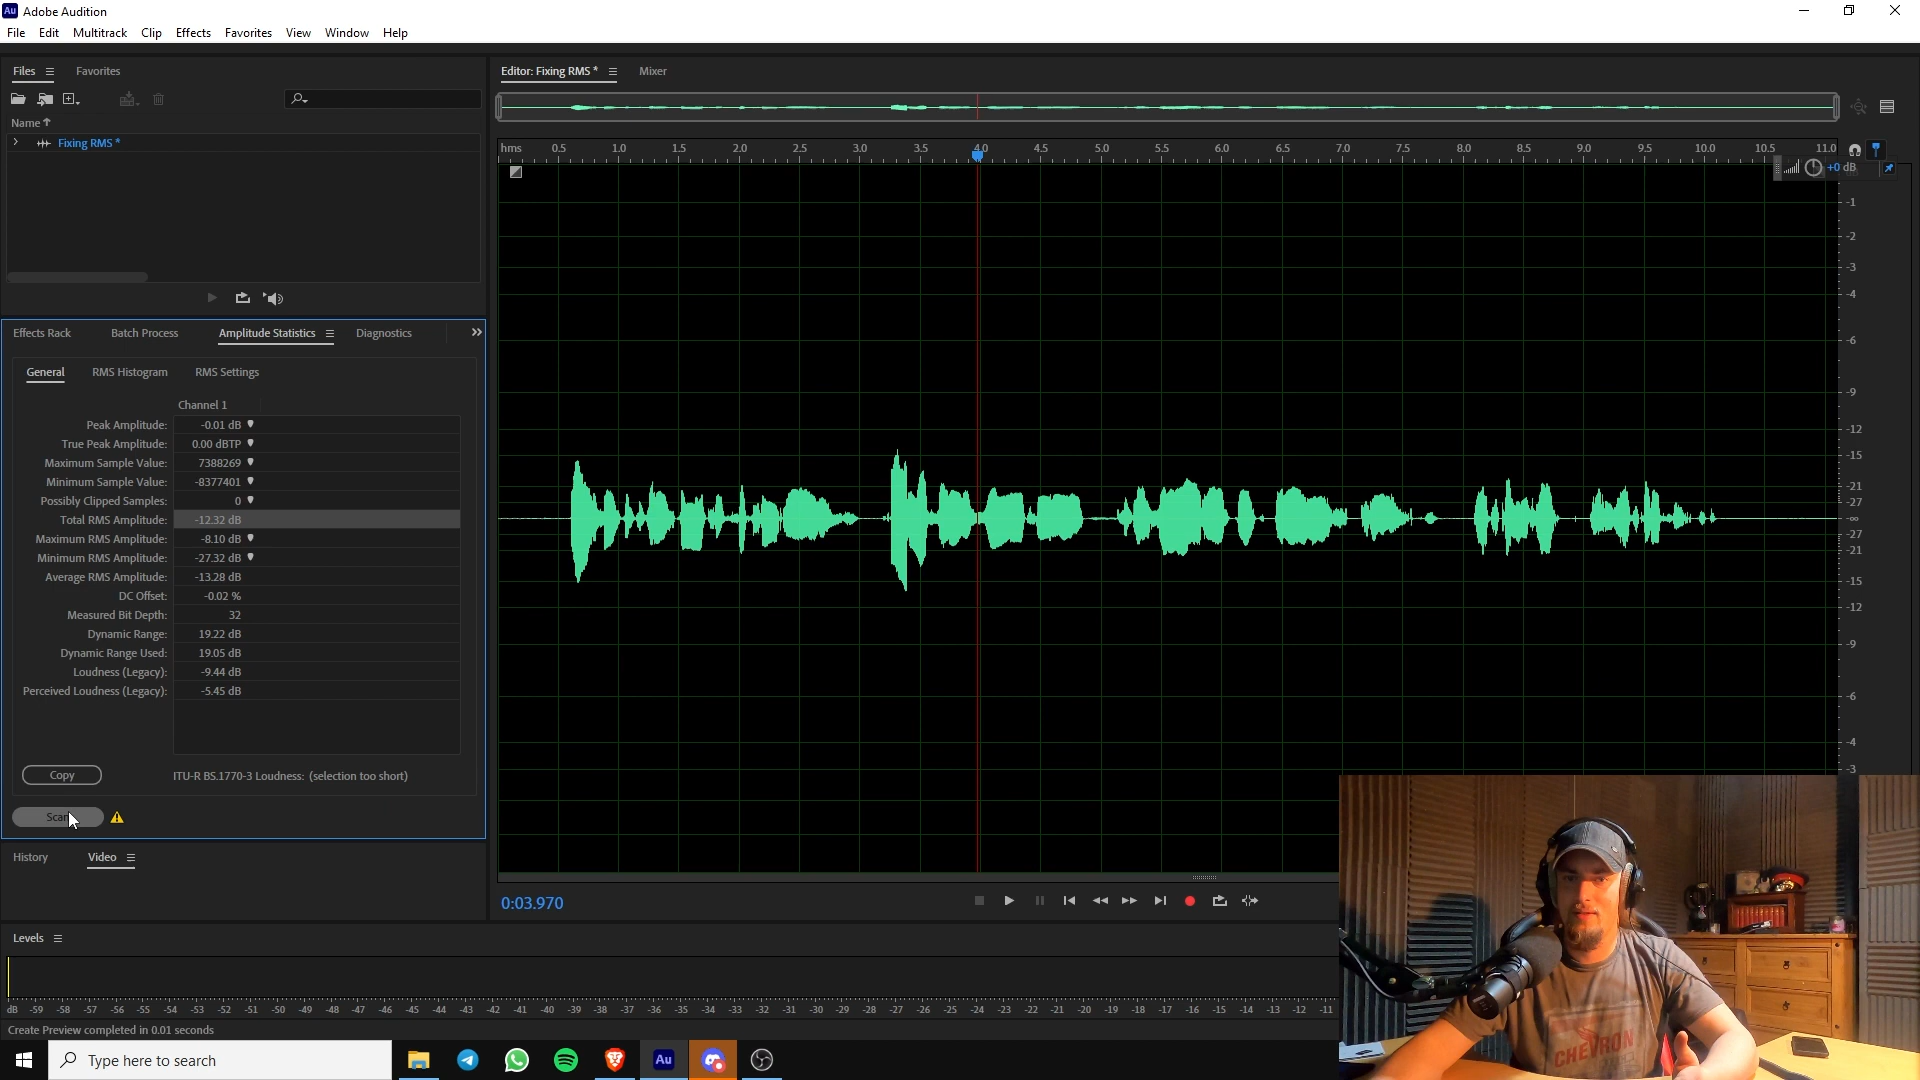 Adobe Audition
File Edit Multitrack Clip Effects Favorites View Window Help
Files Favorites
Editor: Fixing RMS * Mixer
Name
Fixing RMS *
hms 0.5 1.0 1.5 2.0 2.5 3.0 3.5 4.0 4.5 5.0 5.5 6.0 6.5 7.0 7.5 8.0 8.5 9.0 9.5 10.0 10.5 11.0
+0 dB
-1
-2
-3
-4
-6
-9
-12
-15
-21
-27
-∞
-27
-21
-15
-12
-9
-6
-4
-3
Effects Rack Batch Process Amplitude Statistics Diagnostics
General RMS Histogram RMS Settings
Channel 1
Peak Amplitude: -0.01 dB
True Peak Amplitude: 0.00 dBTP
Maximum Sample Value: 7388269
Minimum Sample Value: -8377401
Possibly Clipped Samples: 0
Total RMS Amplitude: -12.32 dB
Maximum RMS Amplitude: -8.10 dB
Minimum RMS Amplitude: -27.32 dB
Average RMS Amplitude: -13.28 dB
DC Offset: -0.02 %
Measured Bit Depth: 32
Dynamic Range: 19.22 dB
Dynamic Range Used: 19.05 dB
Loudness (Legacy): -9.44 dB
Perceived Loudness (Legacy): -5.45 dB
Copy ITU-R BS.1770-3 Loudness: (selection too short)
Scan
History Video
0:03.970
Levels
dB -59 -58 -57 -56 -55 -54 -53 -52 -51 -50 -49 -48 -47 -46 -45 -44 -43 -42 -41 -40 -39 -38 -37 -36 -35 -34 -33 -32 -31 -30 -29 -28 -27 -26 -25 -24 -23 -22 -21 -20 -19 -18 -17 -16 -15 -14 -13 -12 -11
Create Preview completed in 0.01 seconds
Type here to search
Au
CHEVRON